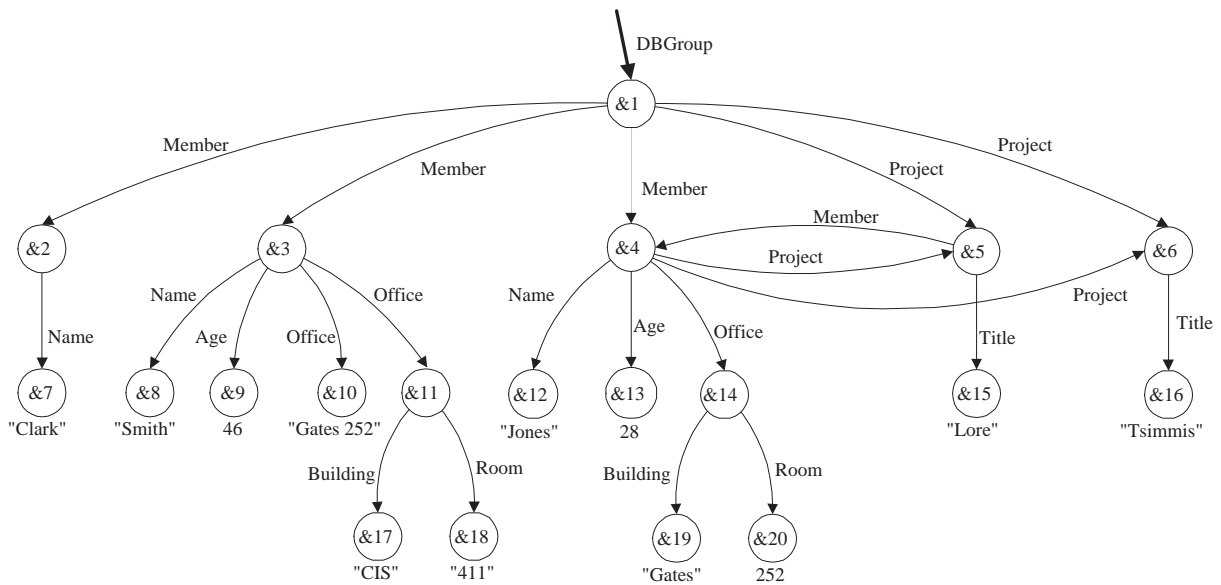 DBGroup
&1
Member
Member
Member
Project
Project
&2
&3
&4
Member
Project
&5
&6
Project
Name
Name
Age
Office
Office
Name
Age
Office
Title
Title
&7
&8
&9
&10
&11
&12
&13
&14
&15
&16
"Clark"
"Smith"
46
"Gates 252"
"Jones"
28
"Lore"
"Tsimmis"
Building
Room
Building
Room
&17
&18
&19
&20
"CIS"
"411"
"Gates"
252